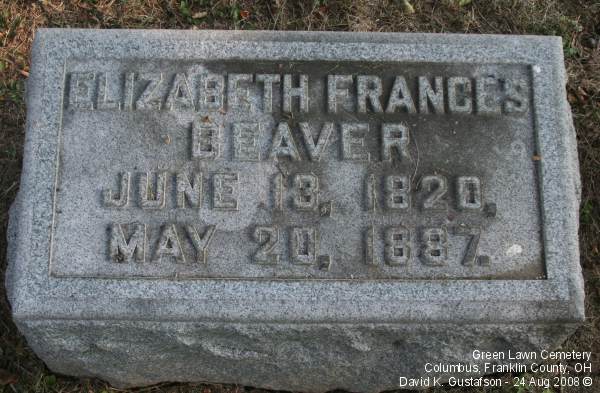 ELIZABETH FRANCES
DEAVER
JUNE 13, 1820,
MAY 20, 1887.
Green Lawn Cemetery
Columbus, Franklin County, OH
David K. Gustafson - 24 Aug 2008 ©